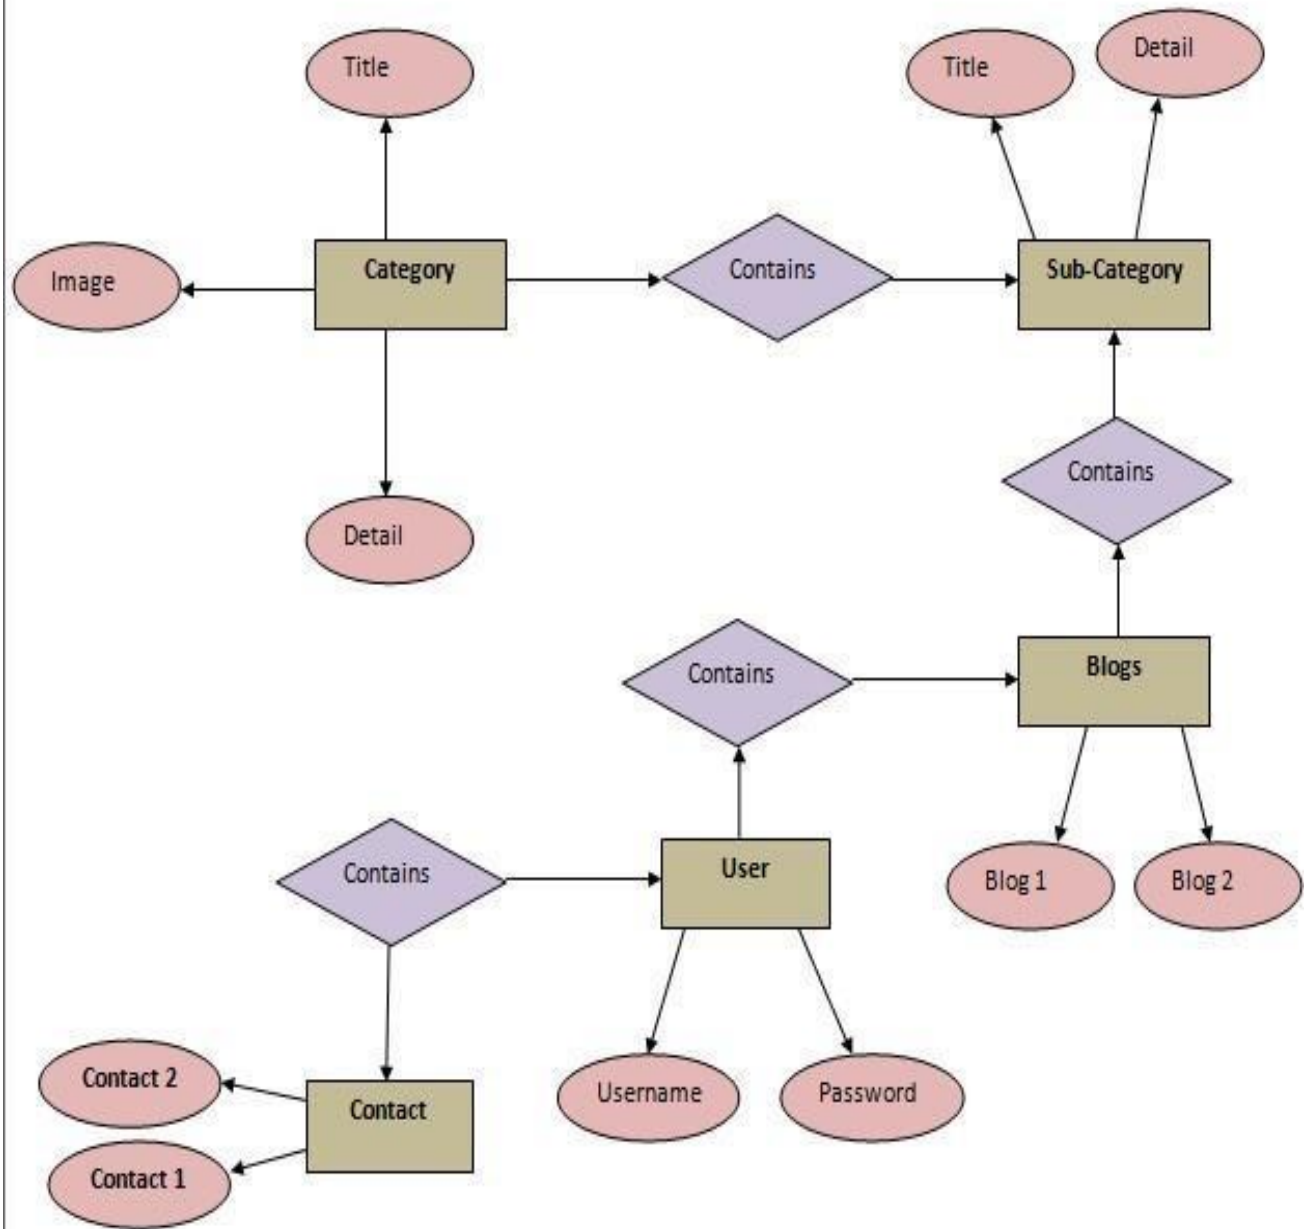 Title
Title
Detail
Image
Category
Contains
Sub-Category
Contains
Detail
Contains
Blogs
Contains
User
Blog 1
Blog 2
Contact 2
Contact
Username
Password
Contact 1